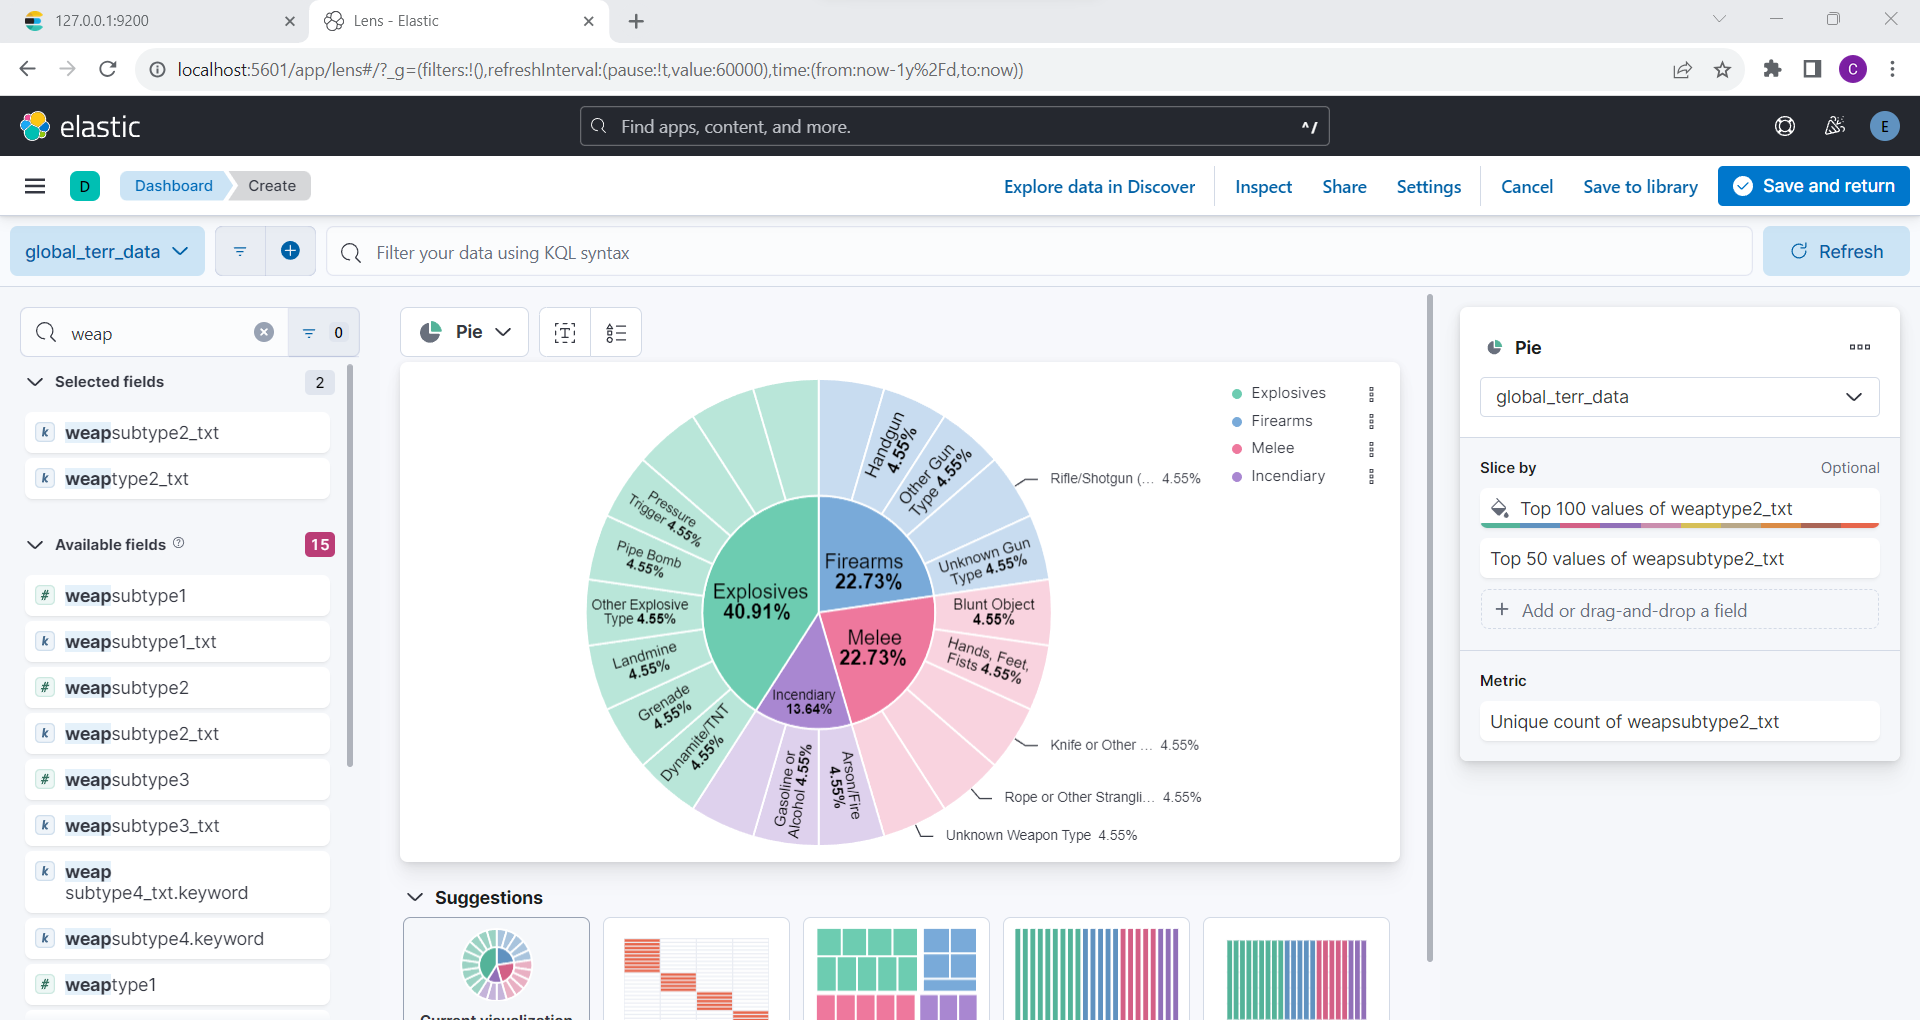 127.0.0.1:9200
Lens - Elastic
localhost:5601/app/lens#/?_g=(filters:!(),refreshInterval:(pause:!t,value:60000),time:(from:now-1y%2Fd,to:now))
C
elastic
Find apps, content, and more.
^/
E
D
Dashboard
Create
Explore data in Discover
Inspect
Share
Settings
Cancel
Save to library
Save and return
global_terr_data
Filter your data using KQL syntax
Refresh
weap
0
Selected fields
2
k weapsubtype2_txt
k weaptype2_txt
Available fields
15
# weapsubtype1
k weapsubtype1_txt
# weapsubtype2
k weapsubtype2_txt
# weapsubtype3
k weapsubtype3_txt
k weap
subtype4_txt.keyword
k weapsubtype4.keyword
# weaptype1
Pie
Explosives
Firearms
Melee
Incendiary
Handgun
4.55%
Other Gun
Type 4.55%
Rifle/Shotgun (... 4.55%
Unknown Gun
Type 4.55%
Blunt Object
4.55%
Hands, Feet,
Fists 4.55%
Knife or Other ... 4.55%
Rope or Other Strangli... 4.55%
Unknown Weapon Type 4.55%
Arson/Fire
4.55%
Gasoline or
Alcohol 4.55%
Dynamite/TNT
4.55%
Grenade
4.55%
Landmine
4.55%
Other Explosive
Type 4.55%
Pipe Bomb
4.55%
Pressure
Trigger 4.55%
Explosives
40.91%
Firearms
22.73%
Melee
22.73%
Incendiary
13.64%
Suggestions
Current visualization
Pie
global_terr_data
Slice by
Optional
Top 100 values of weaptype2_txt
Top 50 values of weapsubtype2_txt
+ Add or drag-and-drop a field
Metric
Unique count of weapsubtype2_txt